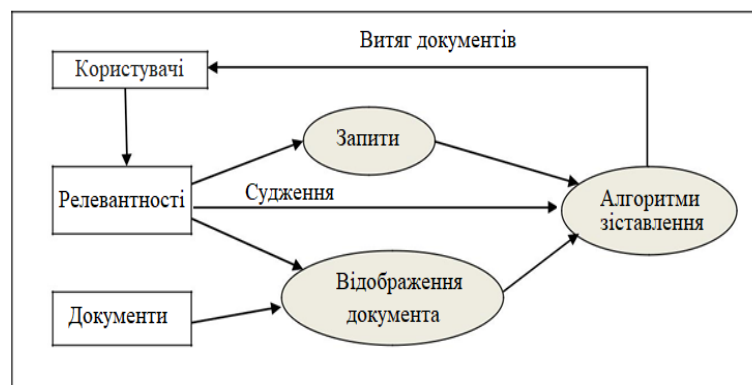 Витяг документів
Користувачі
Запити
Релевантності
Судження
Алгоритми
зіставлення
Відображення
документа
Документи